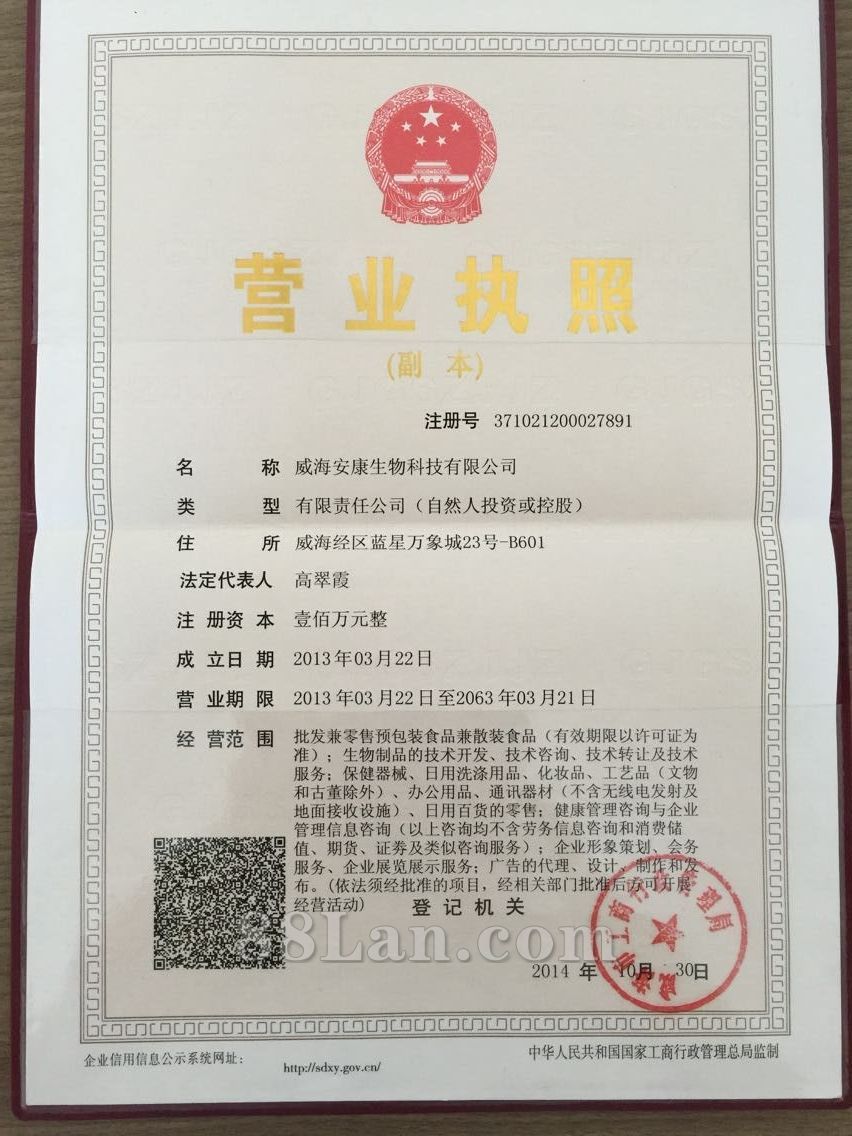 营业执照
(副本)
注册号 371021200027891
名称 威海安康生物科技有限公司
类型 有限责任公司（自然人投资或控股）
住所 威海经区蓝星万象城23号-B601
法定代表人 高翠霞
注册资本 壹佰万元整
成立日期 2013年03月22日
营业期限 2013年03月22日至2063年03月21日
经营范围 批发兼零售预包装食品兼散装食品（有效期限以许可证为
准）；生物制品的技术开发、技术咨询、技术转让及技术
服务；保健器械、日用洗涤用品、化妆品、工艺品（文物
和古董除外）、办公用品、通讯器材（不含无线电发射及
地面接收设施）、日用百货的零售；健康管理咨询与企业
管理信息咨询（以上咨询均不含劳务信息咨询和消费储
值、期货、证券及类似咨询服务）；企业形象策划、会务
服务、企业展览展示服务；广告的代理、设计、制作和发
布。（依法须经批准的项目，经相关部门批准后方可开展
经营活动）
登记机关
威海市工商行政管理局
88Lan.com
2014年10月30日
企业信用信息公示系统网址：
http://sdxy.gov.cn/
中华人民共和国国家工商行政管理总局监制